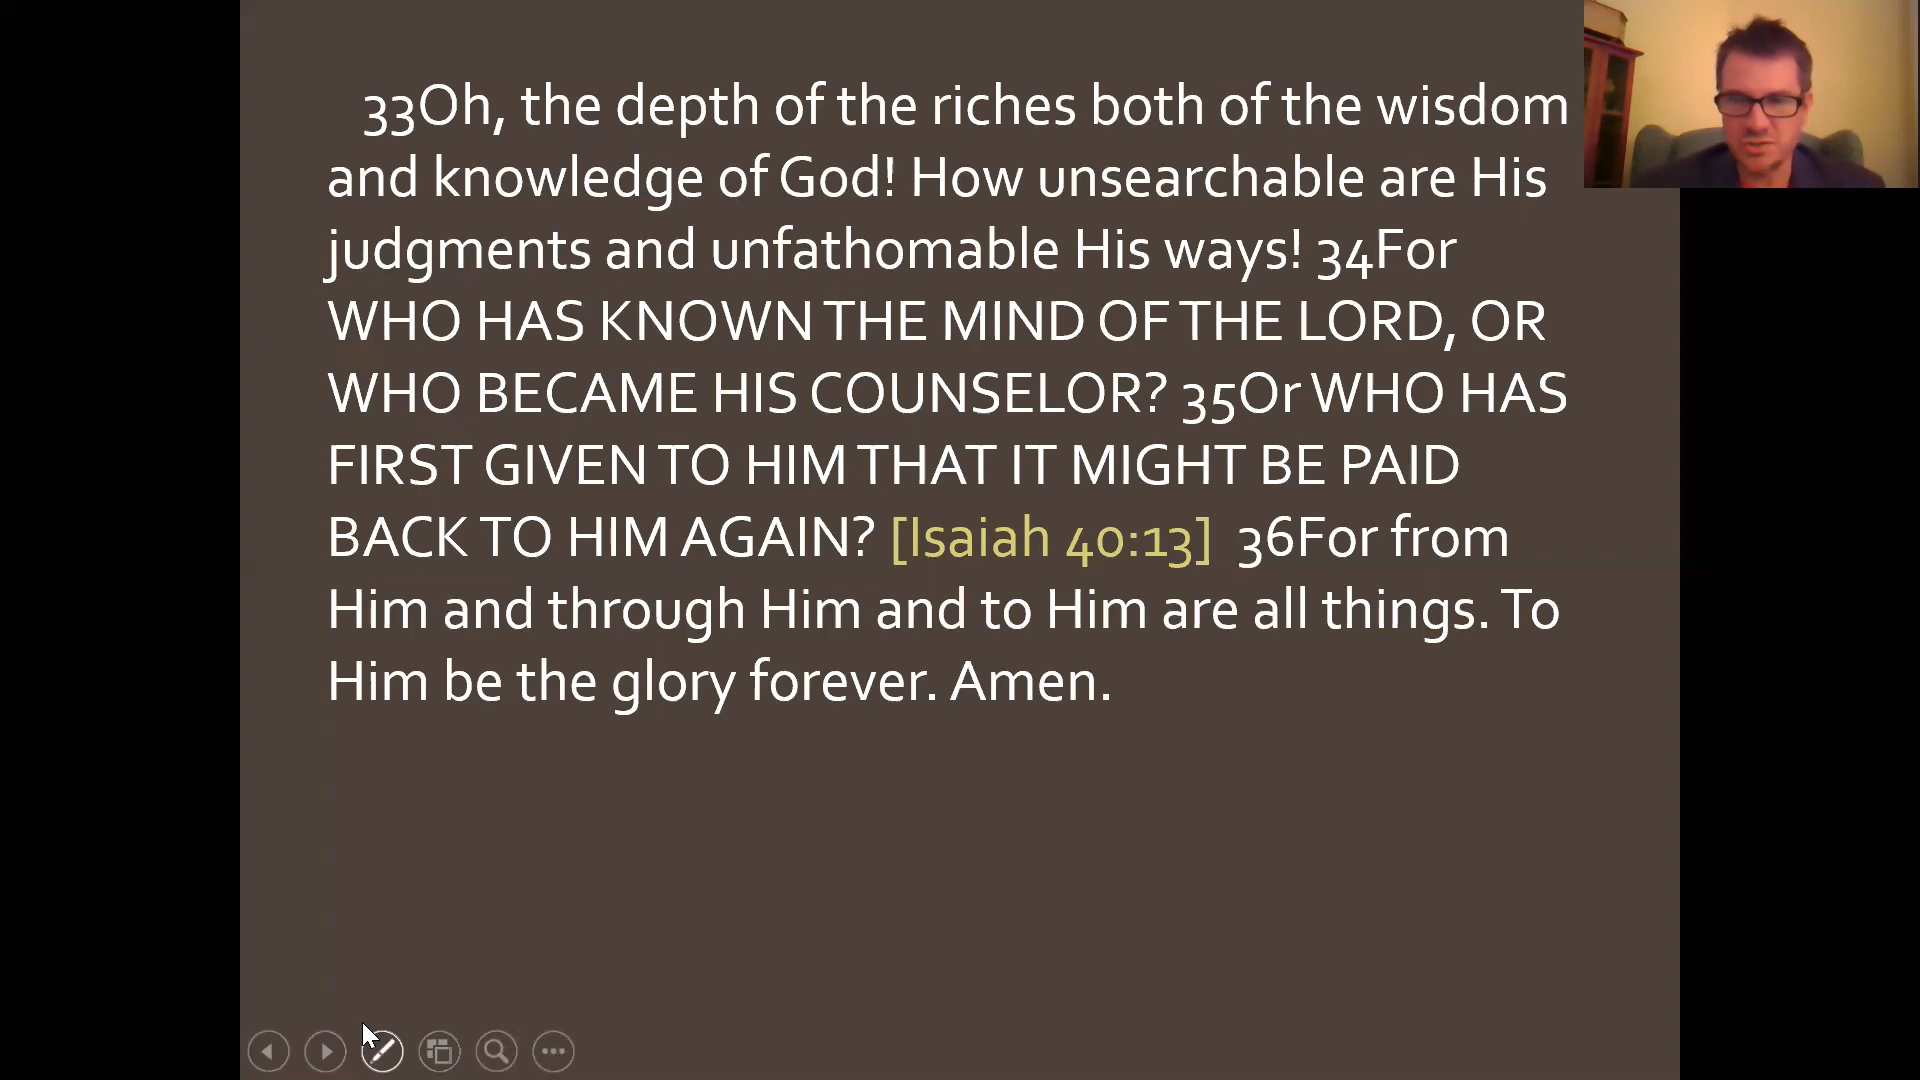 33Oh, the depth of the riches both of the wisdom
and knowledge of God! How unsearchable are His
judgments and unfathomable His ways! 34For
WHO HAS KNOWN THE MIND OF THE LORD, OR
WHO BECAME HIS COUNSELOR? 35Or WHO HAS
FIRST GIVEN TO HIM THAT IT MIGHT BE PAID
BACK TO HIM AGAIN? [Isaiah 40:13] 36For from
Him and through Him and to Him are all things. To
Him be the glory forever. Amen.